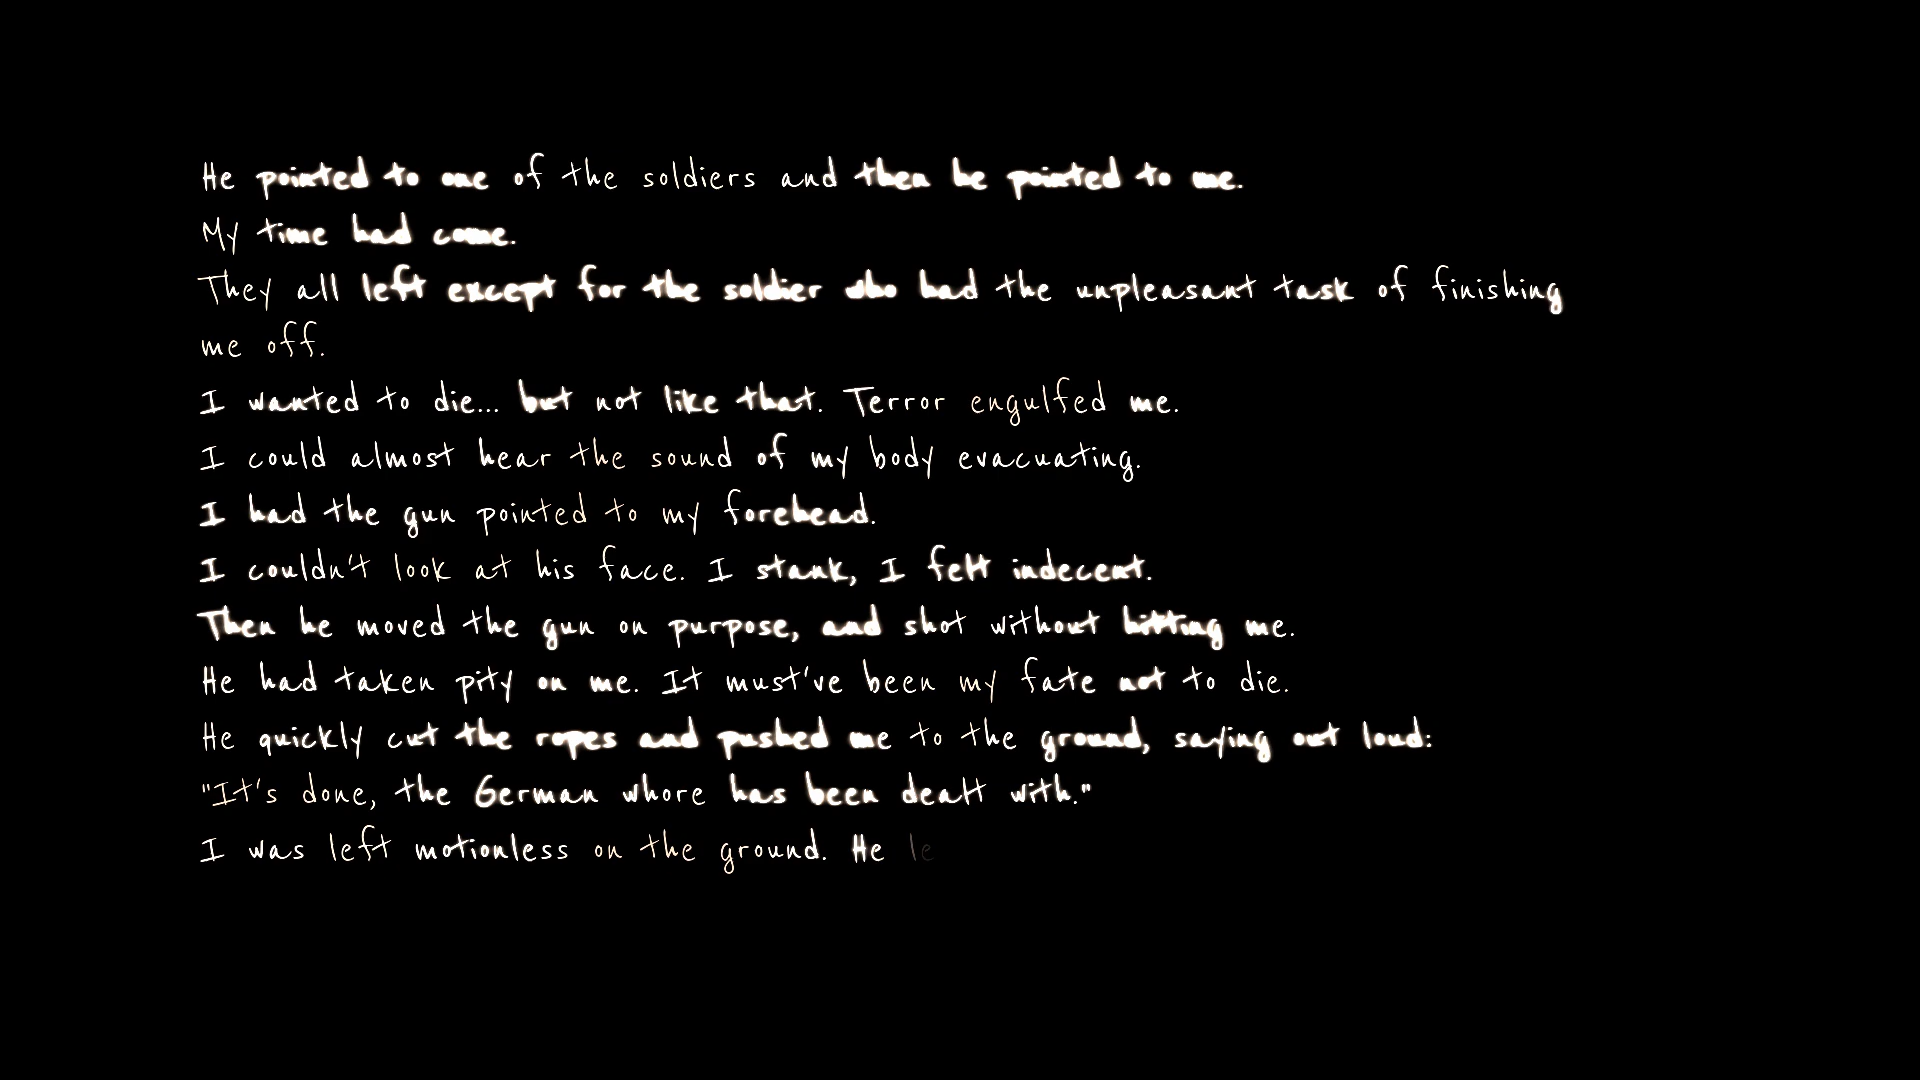 He pointed to one of the soldiers and then he pointed to me.
My time had come.
They all left except for the soldier who had the unpleasant task of finishing
me off.
I wanted to die... but not like that. Terror engulfed me.
I could almost hear the sound of my body evacuating.
I had the gun pointed to my forehead.
I couldn't look at his face. I stank, I felt indecent.
Then he moved the gun on purpose, and shot without hitting me.
He had taken pity on me. It must've been my fate not to die.
He quickly cut the ropes and pushed me to the ground, saying out loud:
"It's done, the German whore has been dealt with."
I was left motionless on the ground. He le